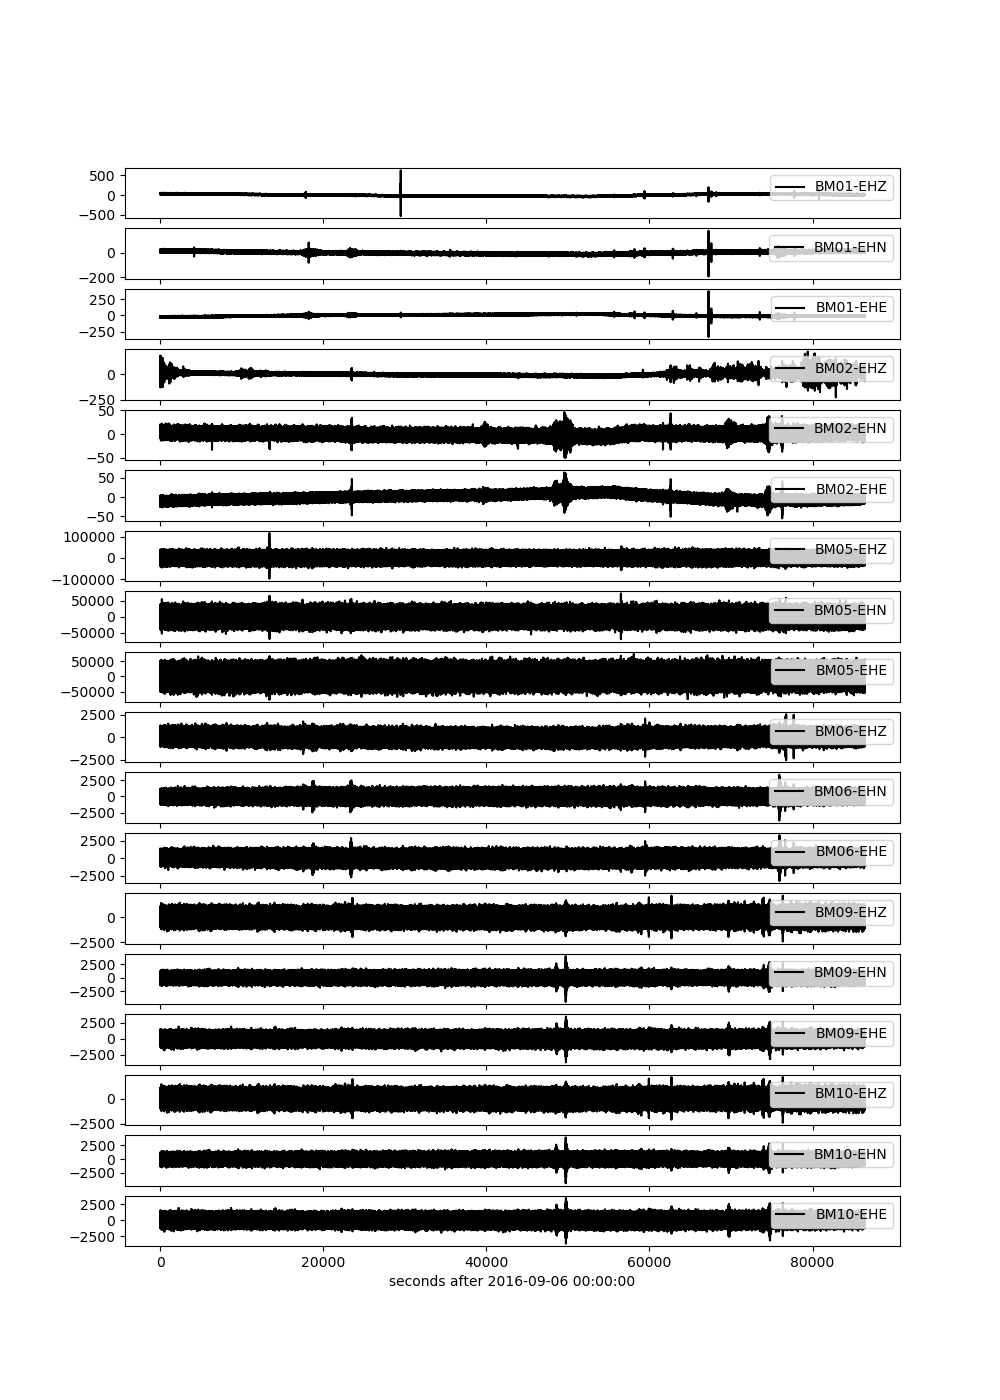 500
0
−500
BM01-EHZ
0
−200
BM01-EHN
250
0
−250
BM01-EHE
0
−250
BM02-EHZ
50
0
−50
BM02-EHN
50
0
−50
BM02-EHE
100000
0
−100000
BM05-EHZ
50000
0
−50000
BM05-EHN
50000
0
−50000
BM05-EHE
2500
0
−2500
BM06-EHZ
2500
0
−2500
BM06-EHN
2500
0
−2500
BM06-EHE
0
−2500
BM09-EHZ
2500
0
−2500
BM09-EHN
2500
0
−2500
BM09-EHE
0
−2500
BM10-EHZ
2500
0
−2500
BM10-EHN
2500
0
−2500
BM10-EHE
0 20000 40000 60000 80000
seconds after 2016-09-06 00:00:00